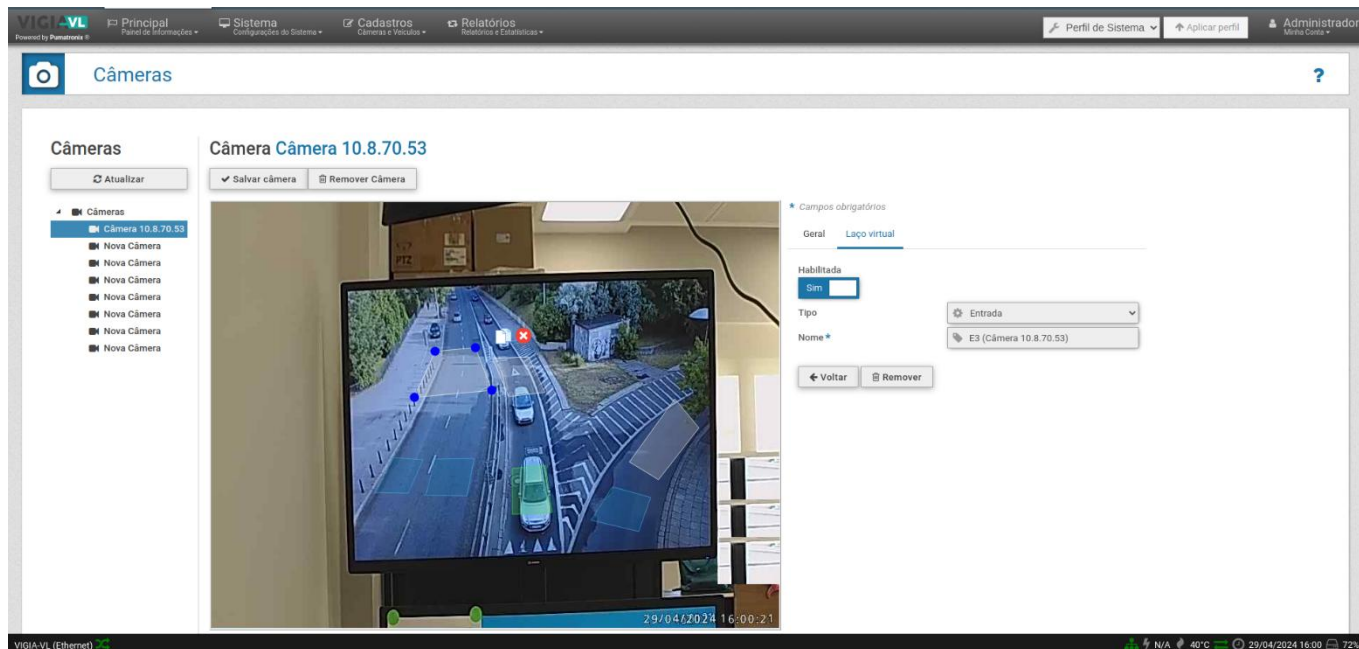 VIGIA-VL
Powered by Pumatronix ®
Principal
Painel de Informações
Sistema
Configurações do Sistema
Cadastros
Câmeras e Veículos
Relatórios
Relatórios e Estatísticas
Perfil de Sistema
Aplicar perfil
Administrador
Minha Conta
Câmeras
?
Câmeras
Atualizar
Câmeras
Câmera 10.8.70.53
Nova Câmera
Nova Câmera
Nova Câmera
Nova Câmera
Nova Câmera
Nova Câmera
Nova Câmera
Câmera Câmera 10.8.70.53
Salvar câmera
Remover Câmera
PTZ
16:00:21
* Campos obrigatórios
Geral
Laço virtual
Habilitada
Sim
Tipo
Entrada
Nome *
E3 (Câmera 10.8.70.53)
Voltar
Remover
VIGIA-VL (Ethernet)
N/A
40°C
29/04/2024 16:00
72%